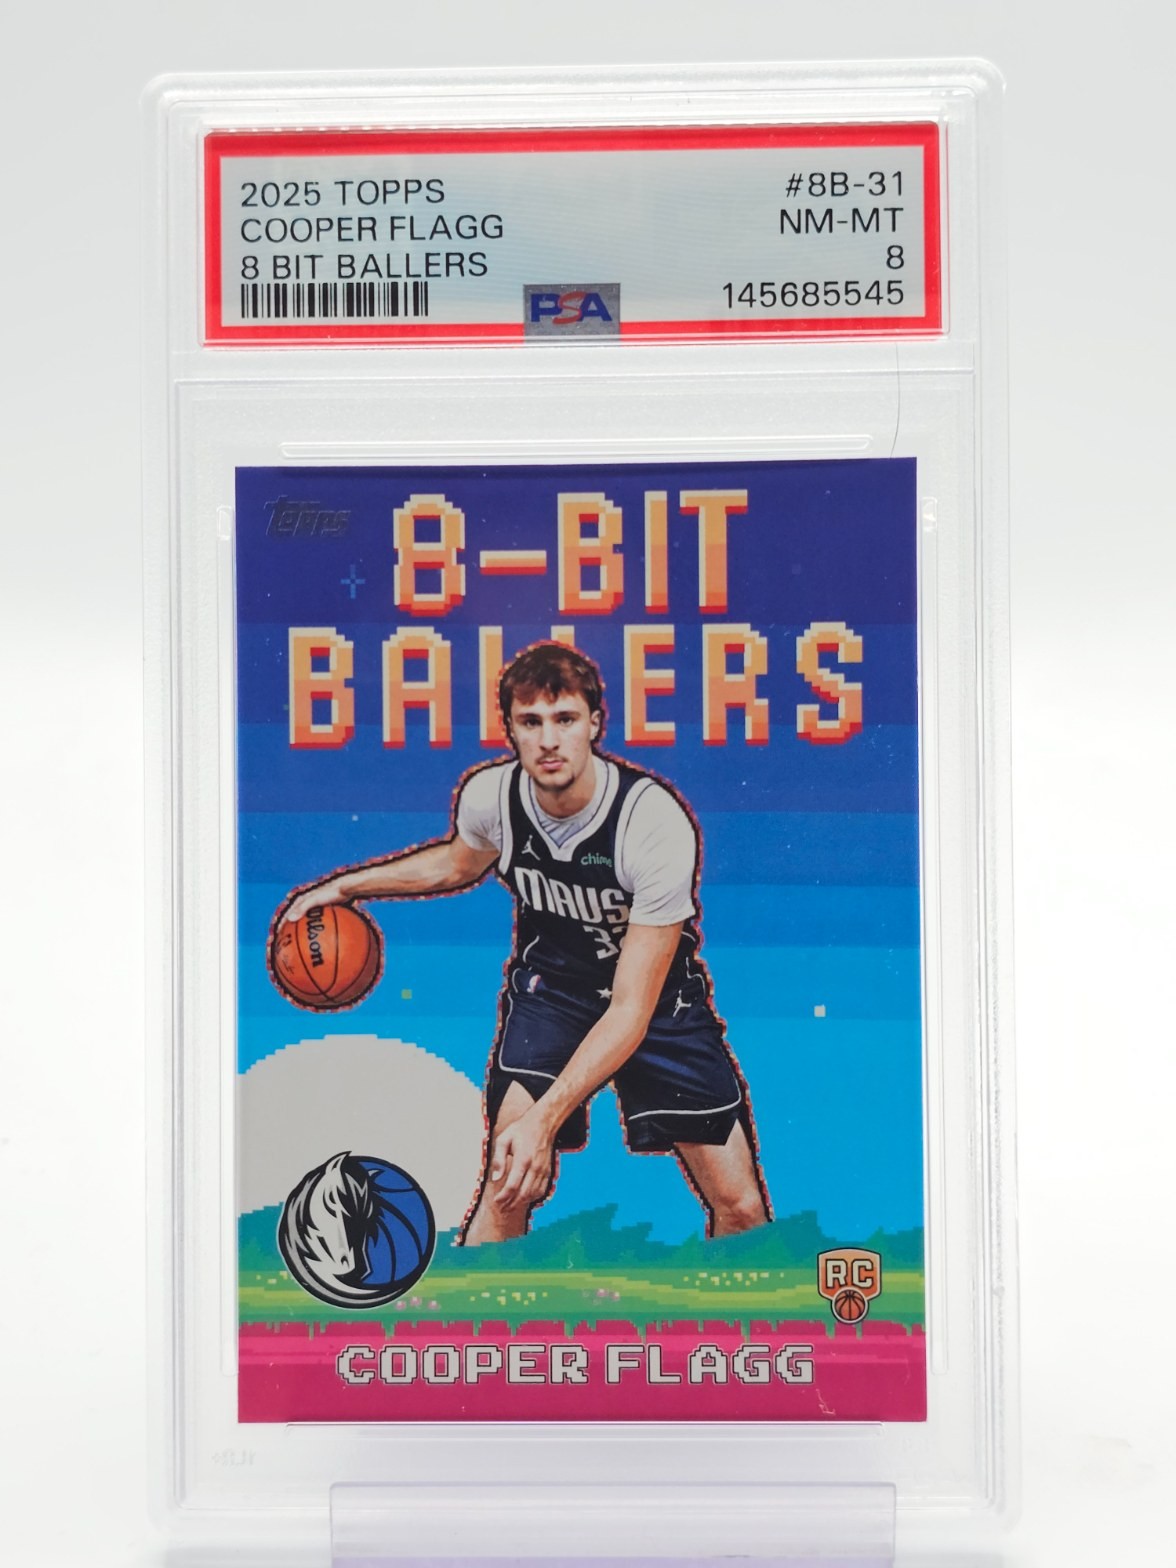 2025 TOPPS
COOPER FLAGG
8 BIT BALLERS
#8B-31
NM-MT
8
145685545
PSA
Topps
8-BIT
BALLERS
chime
MAVS
Wilson
RC
COOPER FLAGG